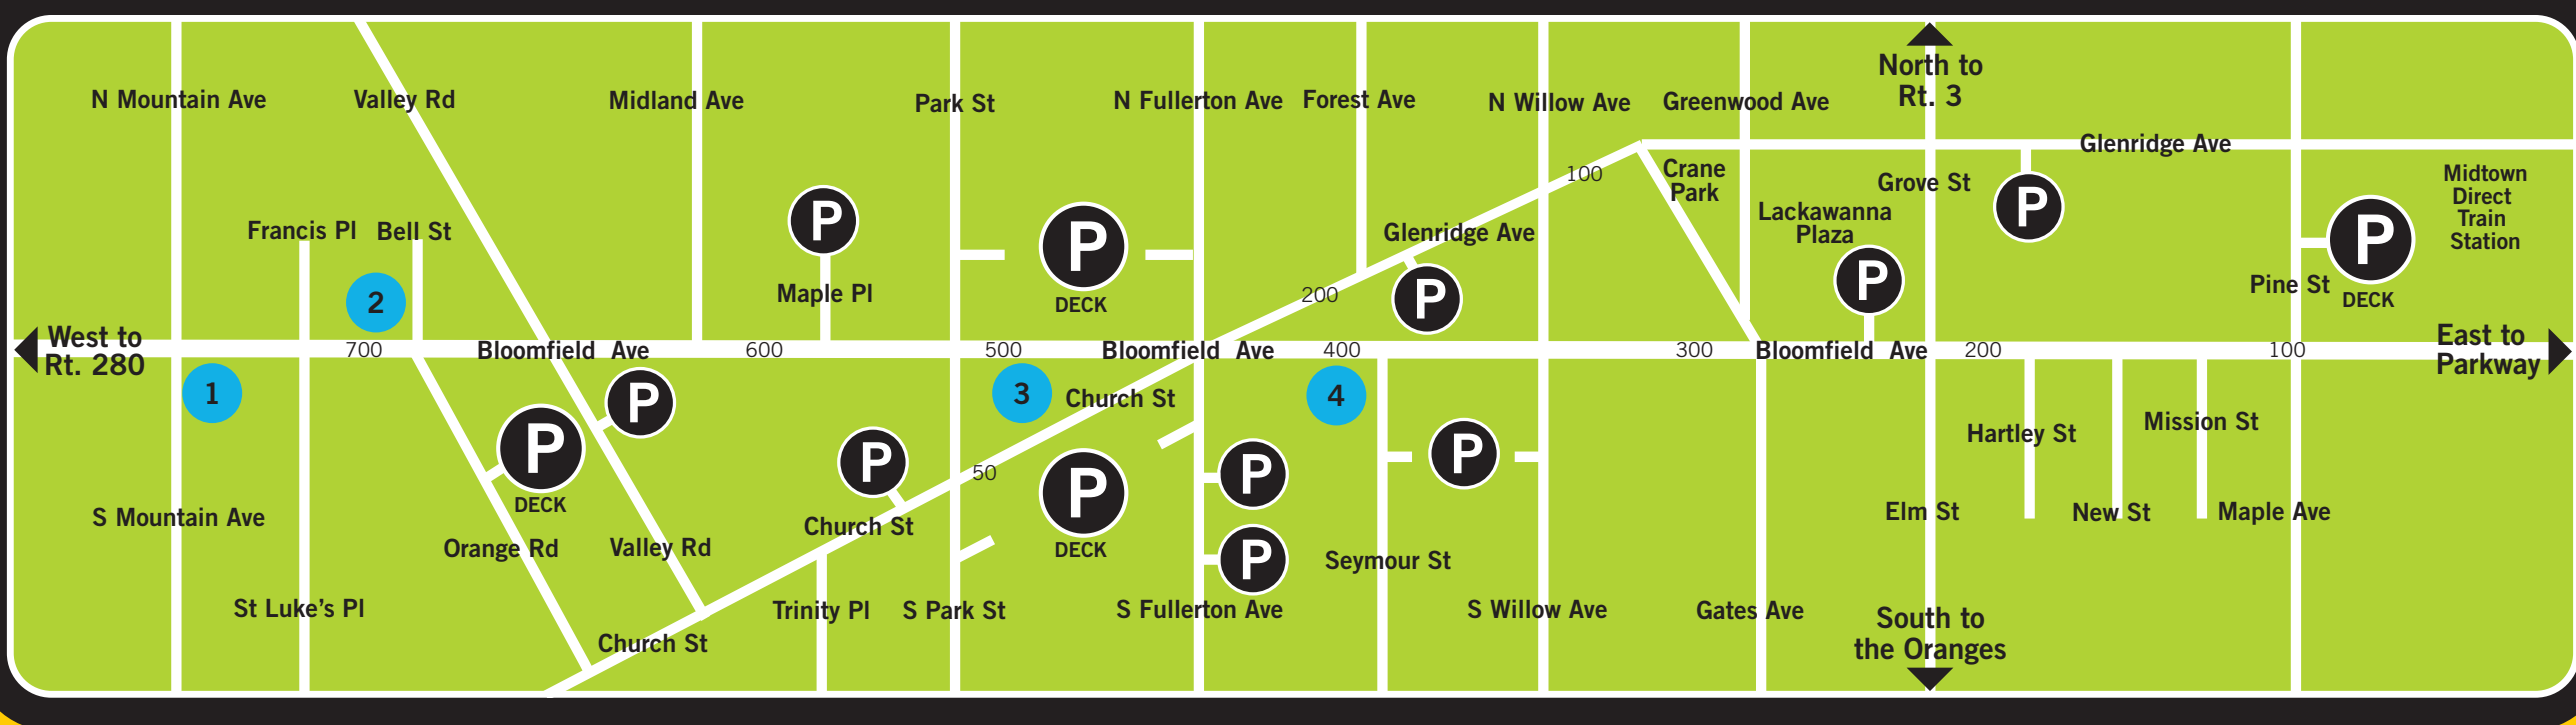 North to
Rt. 3
N Mountain Ave
Valley Rd
Midland Ave
Park St
N Fullerton Ave
Forest Ave
N Willow Ave
Greenwood Ave
Glenridge Ave
100
Crane
Park
Grove St
P
Midtown
Direct
Train
Station
Francis Pl
Bell St
P
P
DECK
Glenridge Ave
Lackawanna
Plaza
P
P
DECK
Pine St
2
Maple Pl
200
P
West to
Rt. 280
700
Bloomfield Ave
600
500
Bloomfield Ave
400
300
Bloomfield Ave
200
100
East to
Parkway
1
P
3
Church St
4
P
DECK
P
50
P
DECK
P
P
P
Hartley St
Mission St
S Mountain Ave
Orange Rd
Valley Rd
Church St
Seymour St
Elm St
New St
Maple Ave
St Luke's Pl
Church St
Trinity Pl
S Park St
S Fullerton Ave
S Willow Ave
Gates Ave
South to
the Oranges